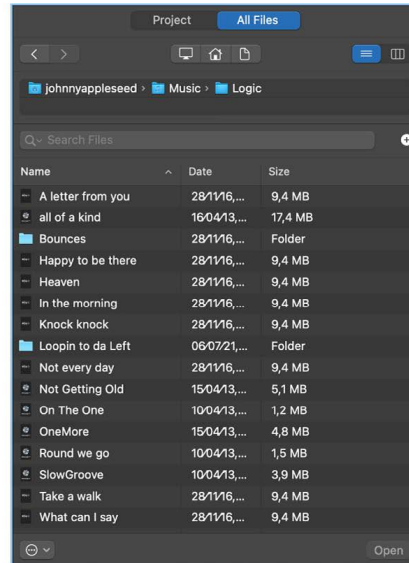 Project All Files
johnnyappleseed › Music › Logic
Search Files
Name Date Size
A letter from you 28/11/16,... 9,4 MB
all of a kind 16/04/13,... 17,4 MB
Bounces 28/11/16,... Folder
Happy to be there 28/11/16,... 9,4 MB
Heaven 28/11/16,... 9,4 MB
In the morning 28/11/16,... 9,4 MB
Knock knock 28/11/16,... 9,4 MB
Loopin to da Left 06/07/21,... Folder
Not every day 28/11/16,... 9,4 MB
Not Getting Old 15/04/13,... 5,1 MB
On The One 10/04/13,... 1,2 MB
OneMore 15/04/13,... 4,8 MB
Round we go 10/04/13,... 1,5 MB
SlowGroove 10/04/13,... 3,9 MB
Take a walk 28/11/16,... 9,4 MB
What can I say 28/11/16,... 9,4 MB
Open